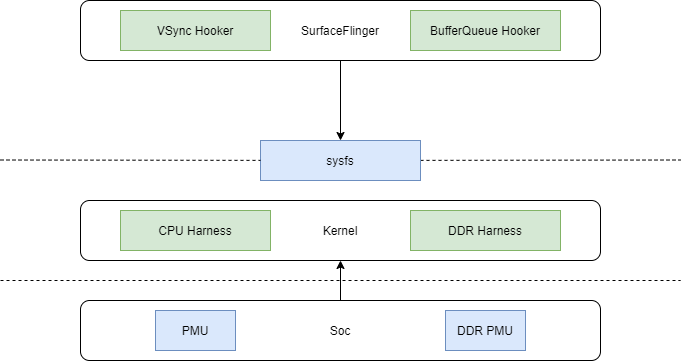 VSync Hooker
SurfaceFlinger
BufferQueue Hooker
sysfs
CPU Harness
Kernel
DDR Harness
PMU
Soc
DDR PMU